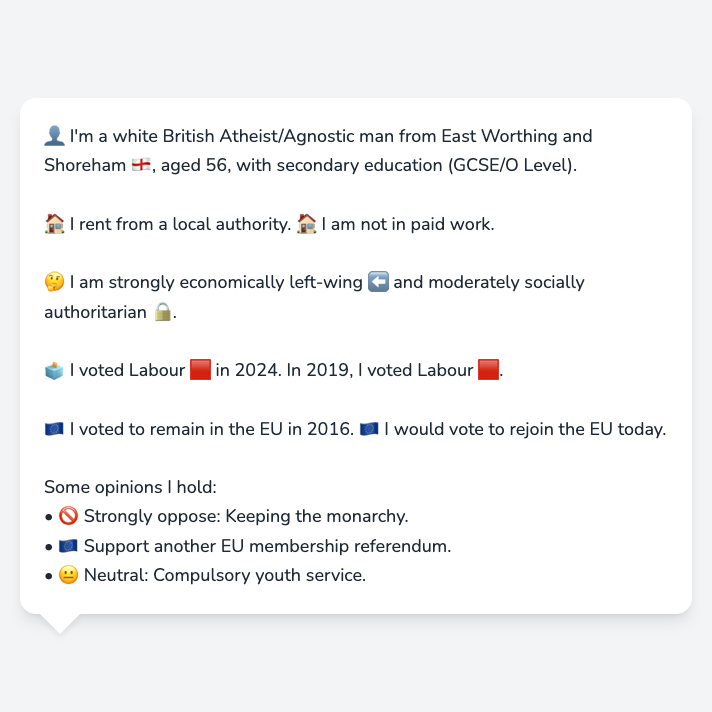 👤 I'm a white British Atheist/Agnostic man from East Worthing and
Shoreham 🏴󠁧󠁢󠁥󠁮󠁧󠁿, aged 56, with secondary education (GCSE/O Level).
🏠 I rent from a local authority. 🏠 I am not in paid work.
🤔 I am strongly economically left-wing ⬅️ and moderately socially
authoritarian 🔒.
🗳️ I voted Labour 🟥 in 2024. In 2019, I voted Labour 🟥.
🇪🇺 I voted to remain in the EU in 2016. 🇪🇺 I would vote to rejoin the EU today.
Some opinions I hold:
• 🚫 Strongly oppose: Keeping the monarchy.
• 🇪🇺 Support another EU membership referendum.
• 😐 Neutral: Compulsory youth service.